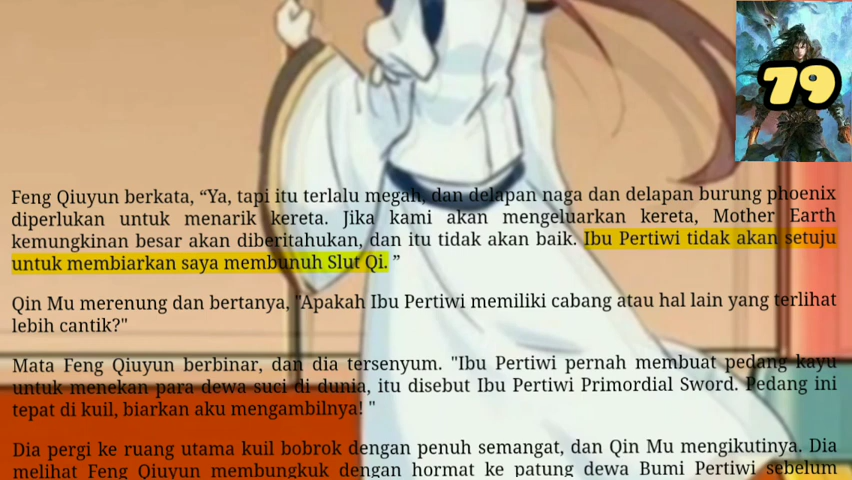 79
Feng Qiuyun berkata, “Ya, tapi itu terlalu megah, dan delapan naga dan delapan burung phoenix
diperlukan untuk menarik kereta. Jika kami akan mengeluarkan kereta, Mother Earth
kemungkinan besar akan diberitahukan, dan itu tidak akan baik. Ibu Pertiwi tidak akan setuju
untuk membiarkan saya membunuh Slut Qi. ”
Qin Mu merenung dan bertanya, "Apakah Ibu Pertiwi memiliki cabang atau hal lain yang terlihat
lebih cantik?"
Mata Feng Qiuyun berbinar, dan dia tersenyum. "Ibu Pertiwi pernah membuat pedang kayu
untuk menekan para dewa suci di dunia, itu disebut Ibu Pertiwi Primordial Sword. Pedang ini
tepat di kuil, biarkan aku mengambilnya! "
Dia pergi ke ruang utama kuil bobrok dengan penuh semangat, dan Qin Mu mengikutinya. Dia
melihat Feng Qiuyun membungkuk dengan hormat ke patung dewa Bumi Pertiwi sebelum